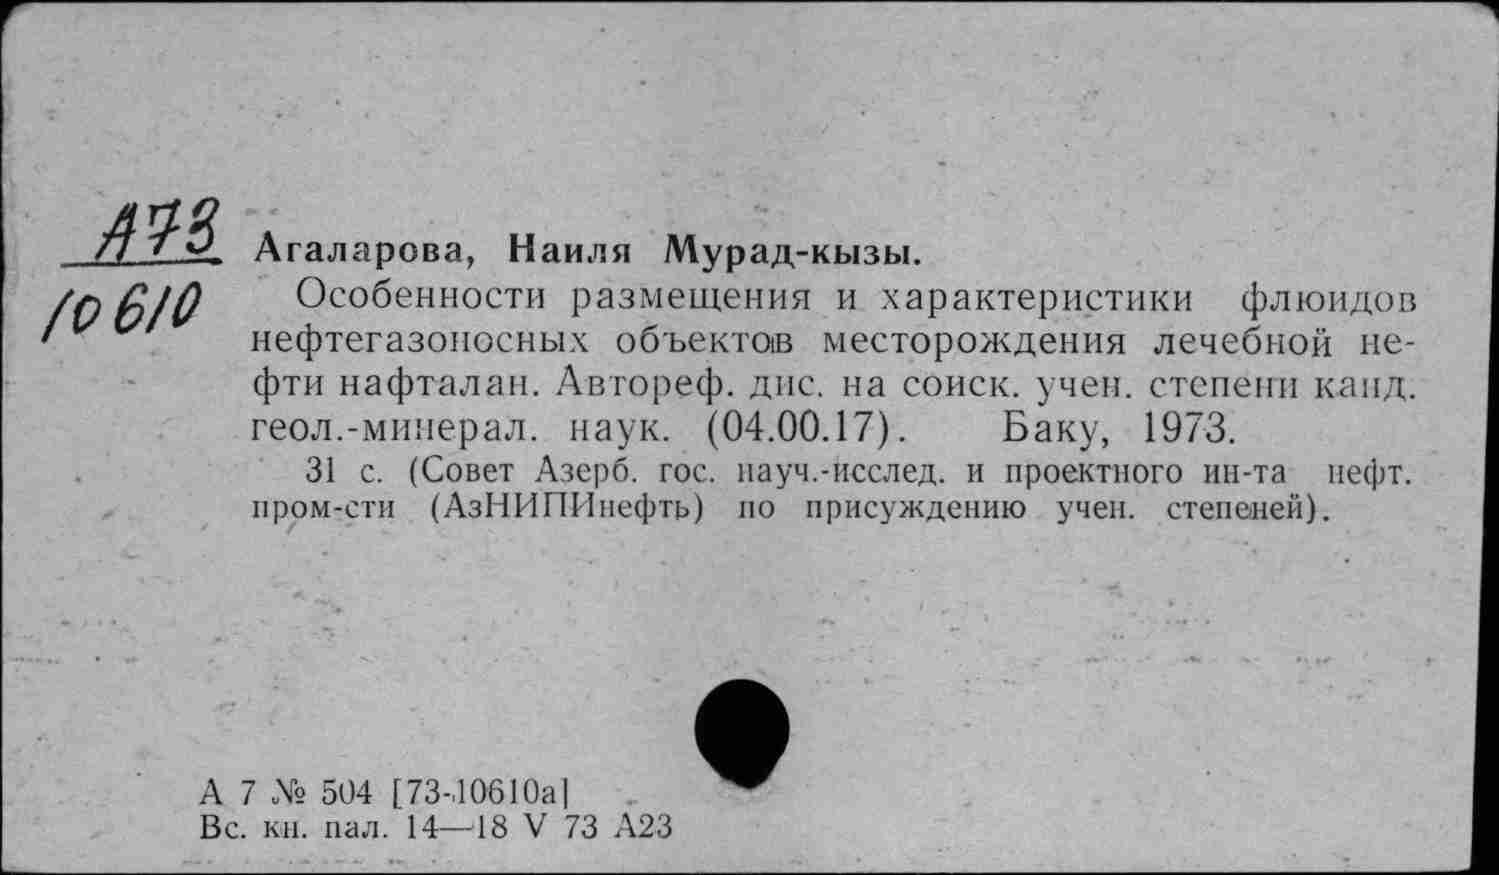 А73
10610
Агаларова, Наиля Мурад-кызы.
Особенности размещения и характеристики флюидов
нефтегазоносных объектов месторождения лечебной не-
фти нафталан. Автореф. дис. на соиск. учен. степени канд.
геол.-минерал. наук. (04.00.17). Баку, 1973.
31 с. (Совет Азерб. гос. науч.-исслед. и проектного ин-та нефт.
пром-сти (АзНИПИнефть) по присуждению учен. степеней).
А 7 № 504 [73-10610а]
Вс. кн. пал. 14—18 V 73 А23